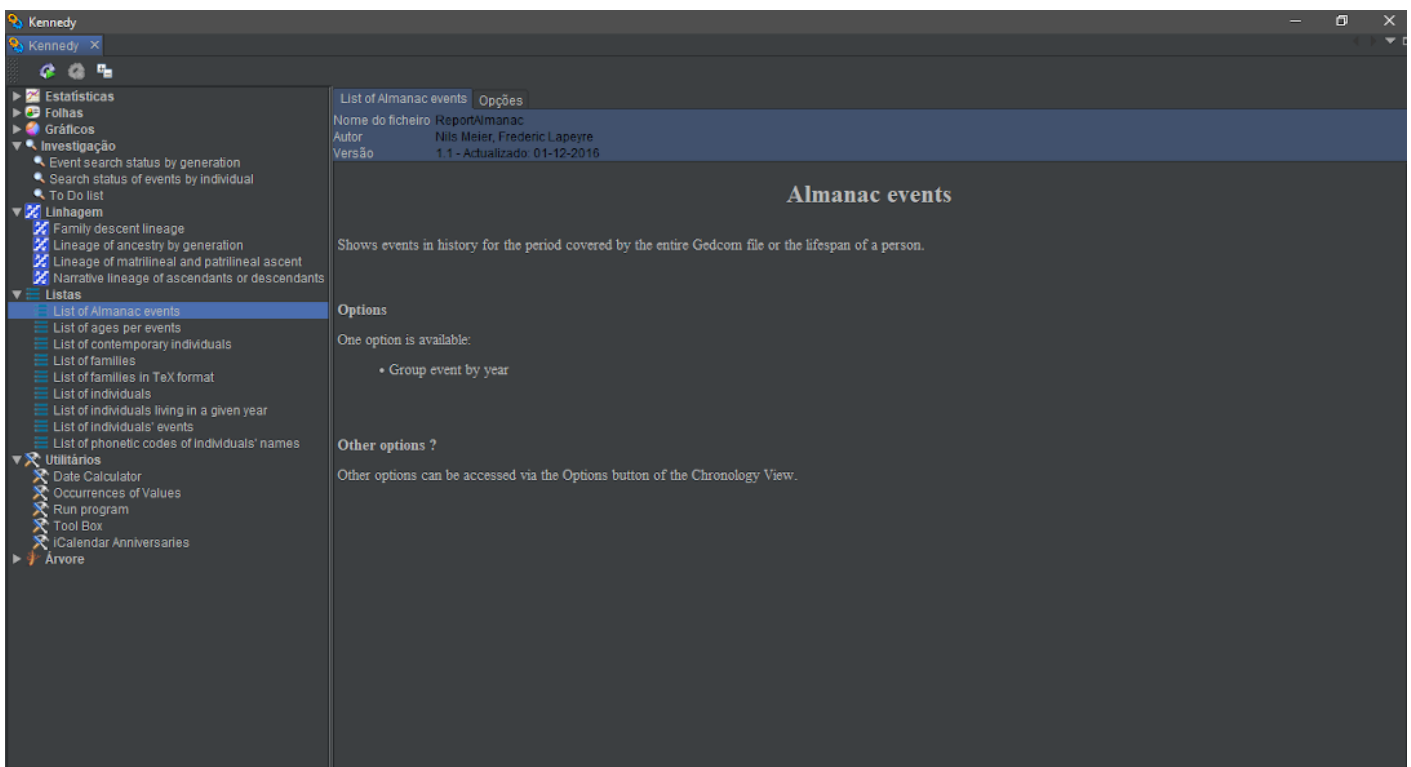 Kennedy
Kennedy
Estatísticas
Folhas
Gráficos
Investigação
Event search status by generation
Search status of events by individual
To Do list
Linhagem
Family descent lineage
Lineage of ancestry by generation
Lineage of matrilineal and patrilineal ascent
Narrative lineage of ascendants or descendants
Listas
List of Almanac events
List of ages per events
List of contemporary individuals
List of families
List of families in TeX format
List of individuals
List of individuals living in a given year
List of individuals' events
List of phonetic codes of individuals' names
Utilitários
Date Calculator
Occurrences of Values
Run program
Tool Box
iCalendar Anniversaries
Árvore
List of Almanac events Opções
Nome do ficheiro ReportAlmanac
Autor Nils Meier, Frederic Lapeyre
Versão 1.1 - Actualizado: 01-12-2016
Almanac events
Shows events in history for the period covered by the entire Gedcom file or the lifespan of a person.
Options
One option is available:
• Group event by year
Other options ?
Other options can be accessed via the Options button of the Chronology View.